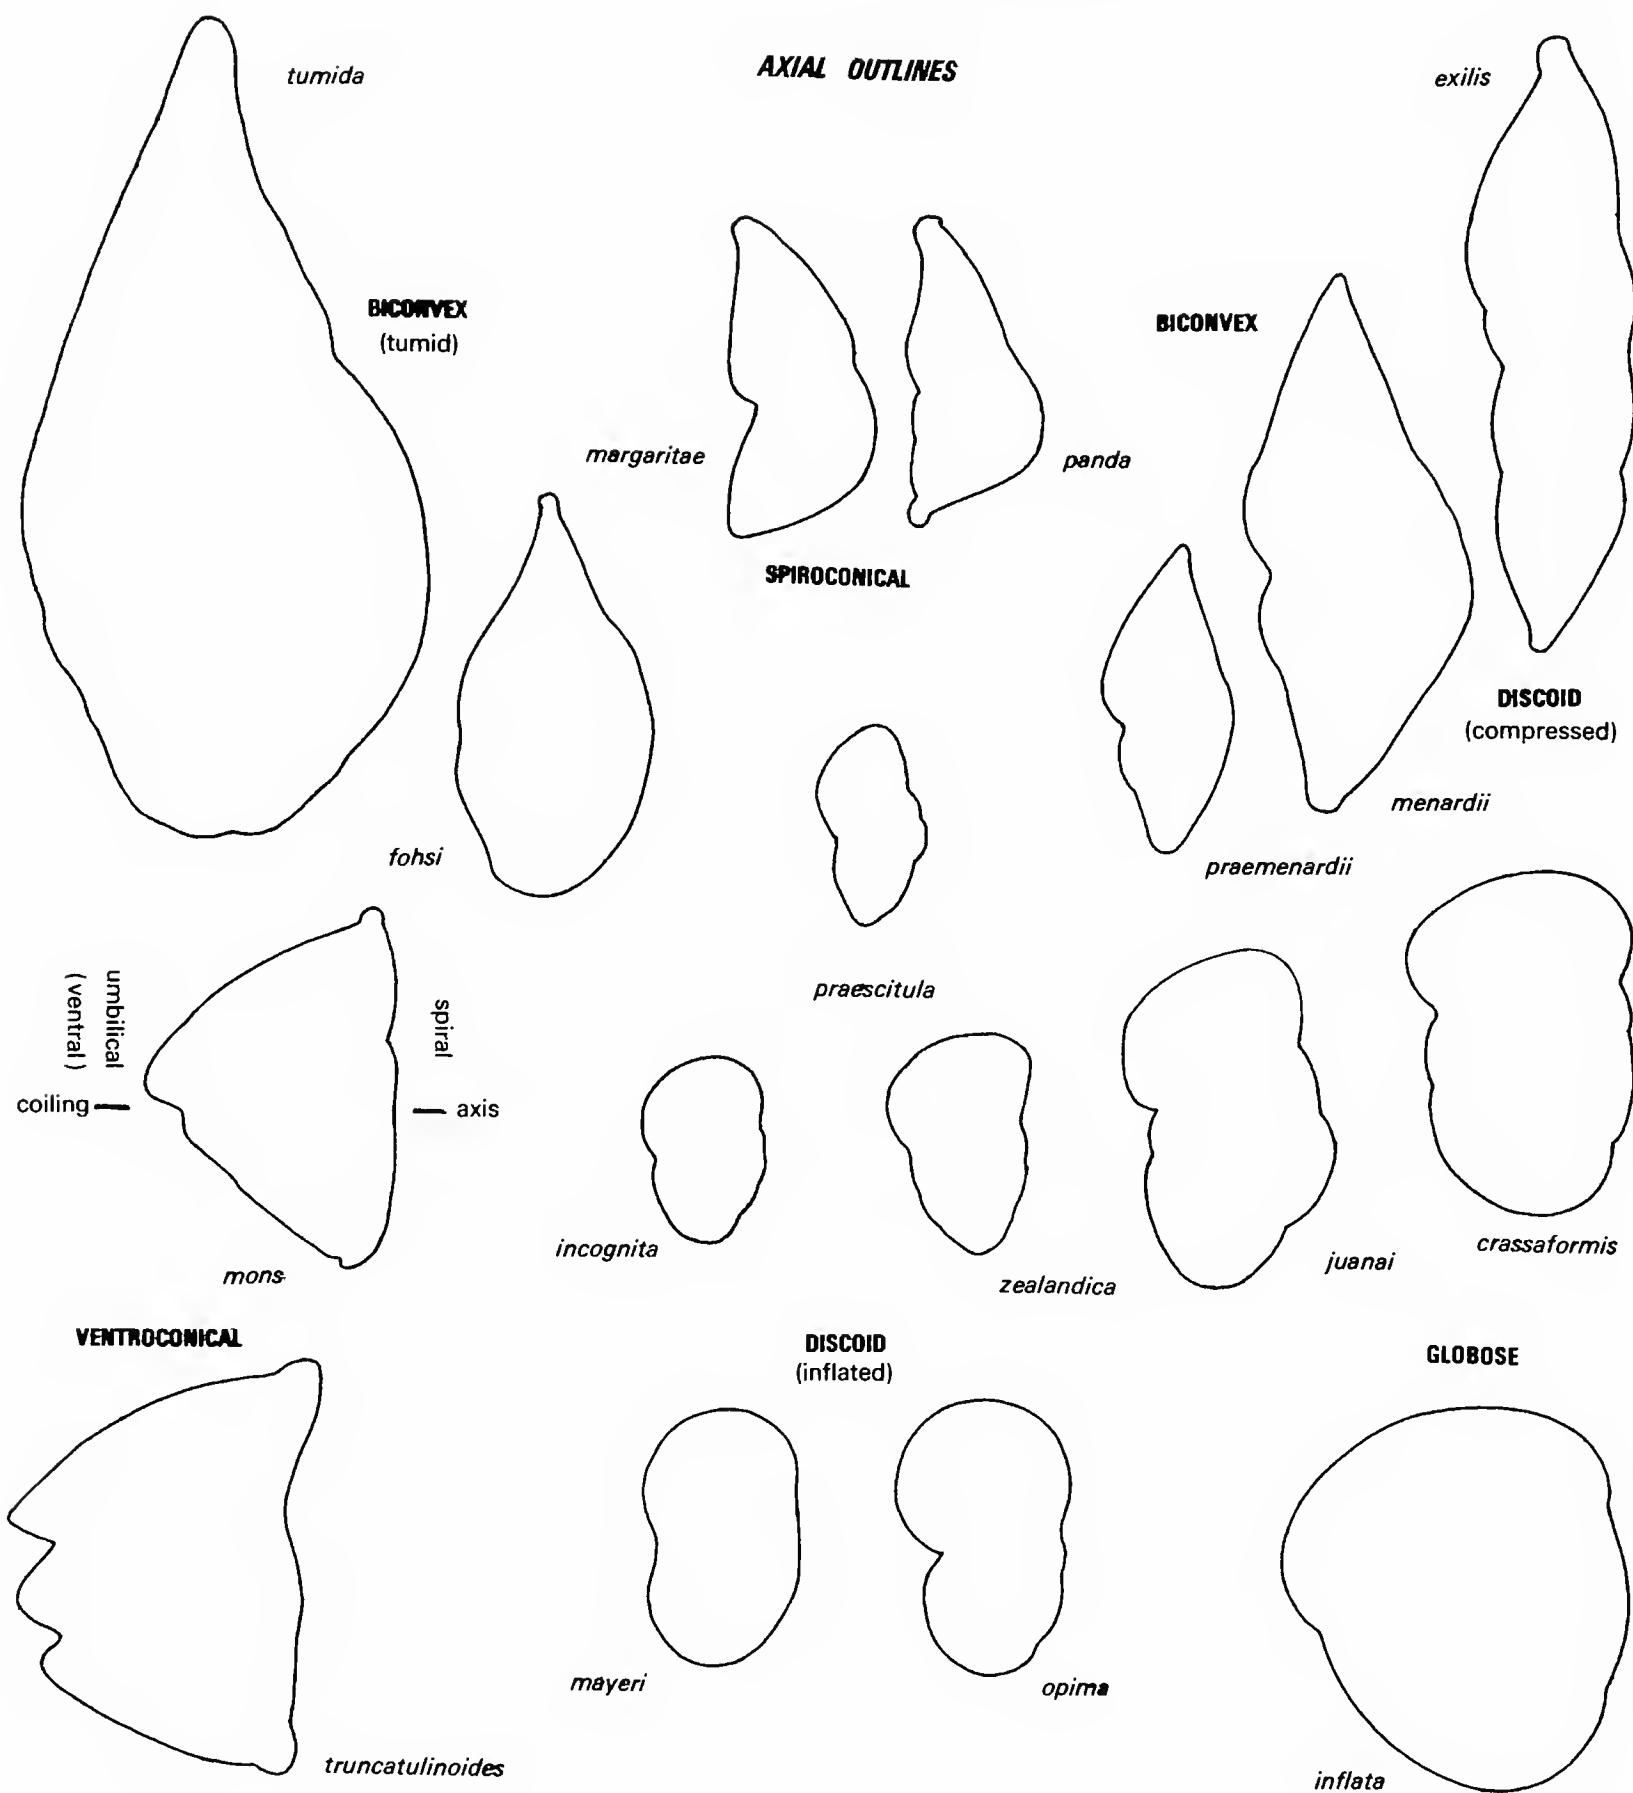 AXIAL OUTLINES
tumida
exilis
BICONVEX
(tumid)
BICONVEX
margaritae
panda
SPIROCONICAL
DISCOID
(compressed)
menardii
fohsi
praemenardii
umbilical
(ventral)
spiral
praescitula
coiling
axis
incognita
zealandica
juanai
crassaformis
mons
VENTROCONICAL
DISCOID
(inflated)
GLOBOSE
mayeri
opima
truncatulinoides
inflata